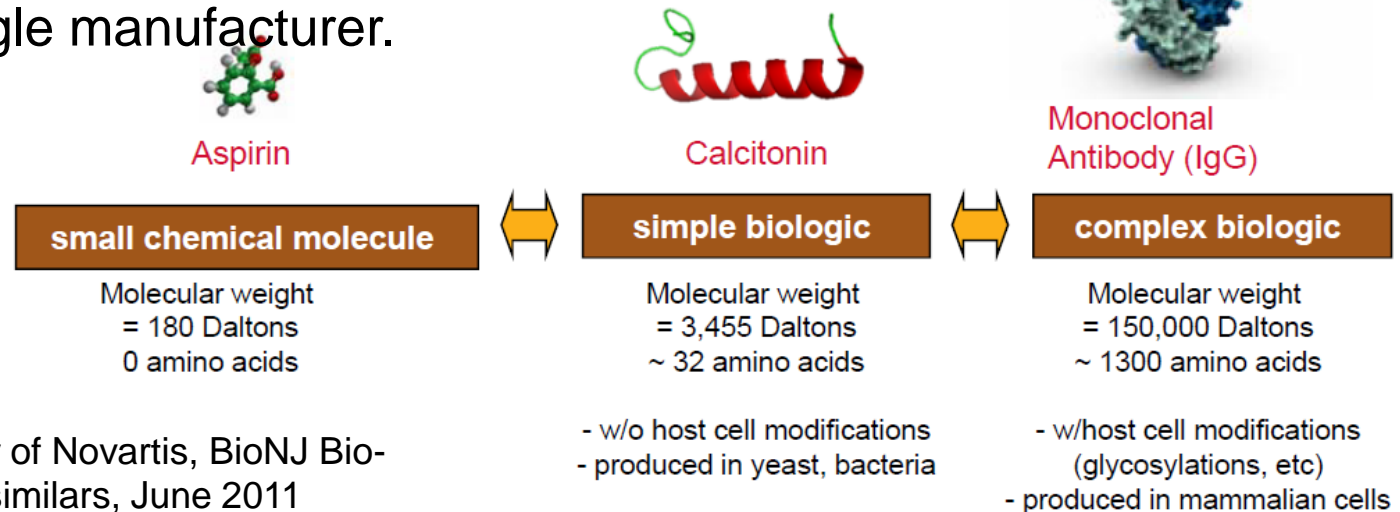 gle manufacturer.
Aspirin
small chemical molecule
Molecular weight
= 180 Daltons
0 amino acids
Calcitonin
simple biologic
Molecular weight
= 3,455 Daltons
~ 32 amino acids
- w/o host cell modifications
- produced in yeast, bacteria
Monoclonal
Antibody (IgG)
complex biologic
Molecular weight
= 150,000 Daltons
~ 1300 amino acids
- w/host cell modifications
(glycosylations, etc)
- produced in mammalian cells
of Novartis, BioNJ Bio-
similars, June 2011